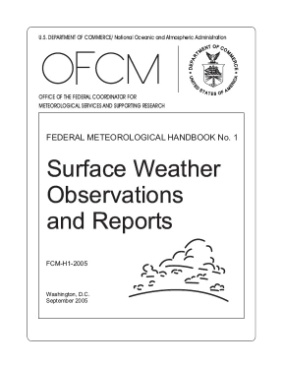 U.S. DEPARTMENT OF COMMERCE/ National Oceanic and Atmospheric Administration
OFCM
DEPARTMENT OF COMMERCE
UNITED STATES OF AMERICA
OFFICE OF THE FEDERAL COORDINATOR FOR
METEOROLOGICAL SERVICES AND SUPPORTING RESEARCH
FEDERAL METEOROLOGICAL HANDBOOK No. 1
Surface Weather
Observations
and Reports
FCM-H1-2005
Washington, D.C.
September 2005